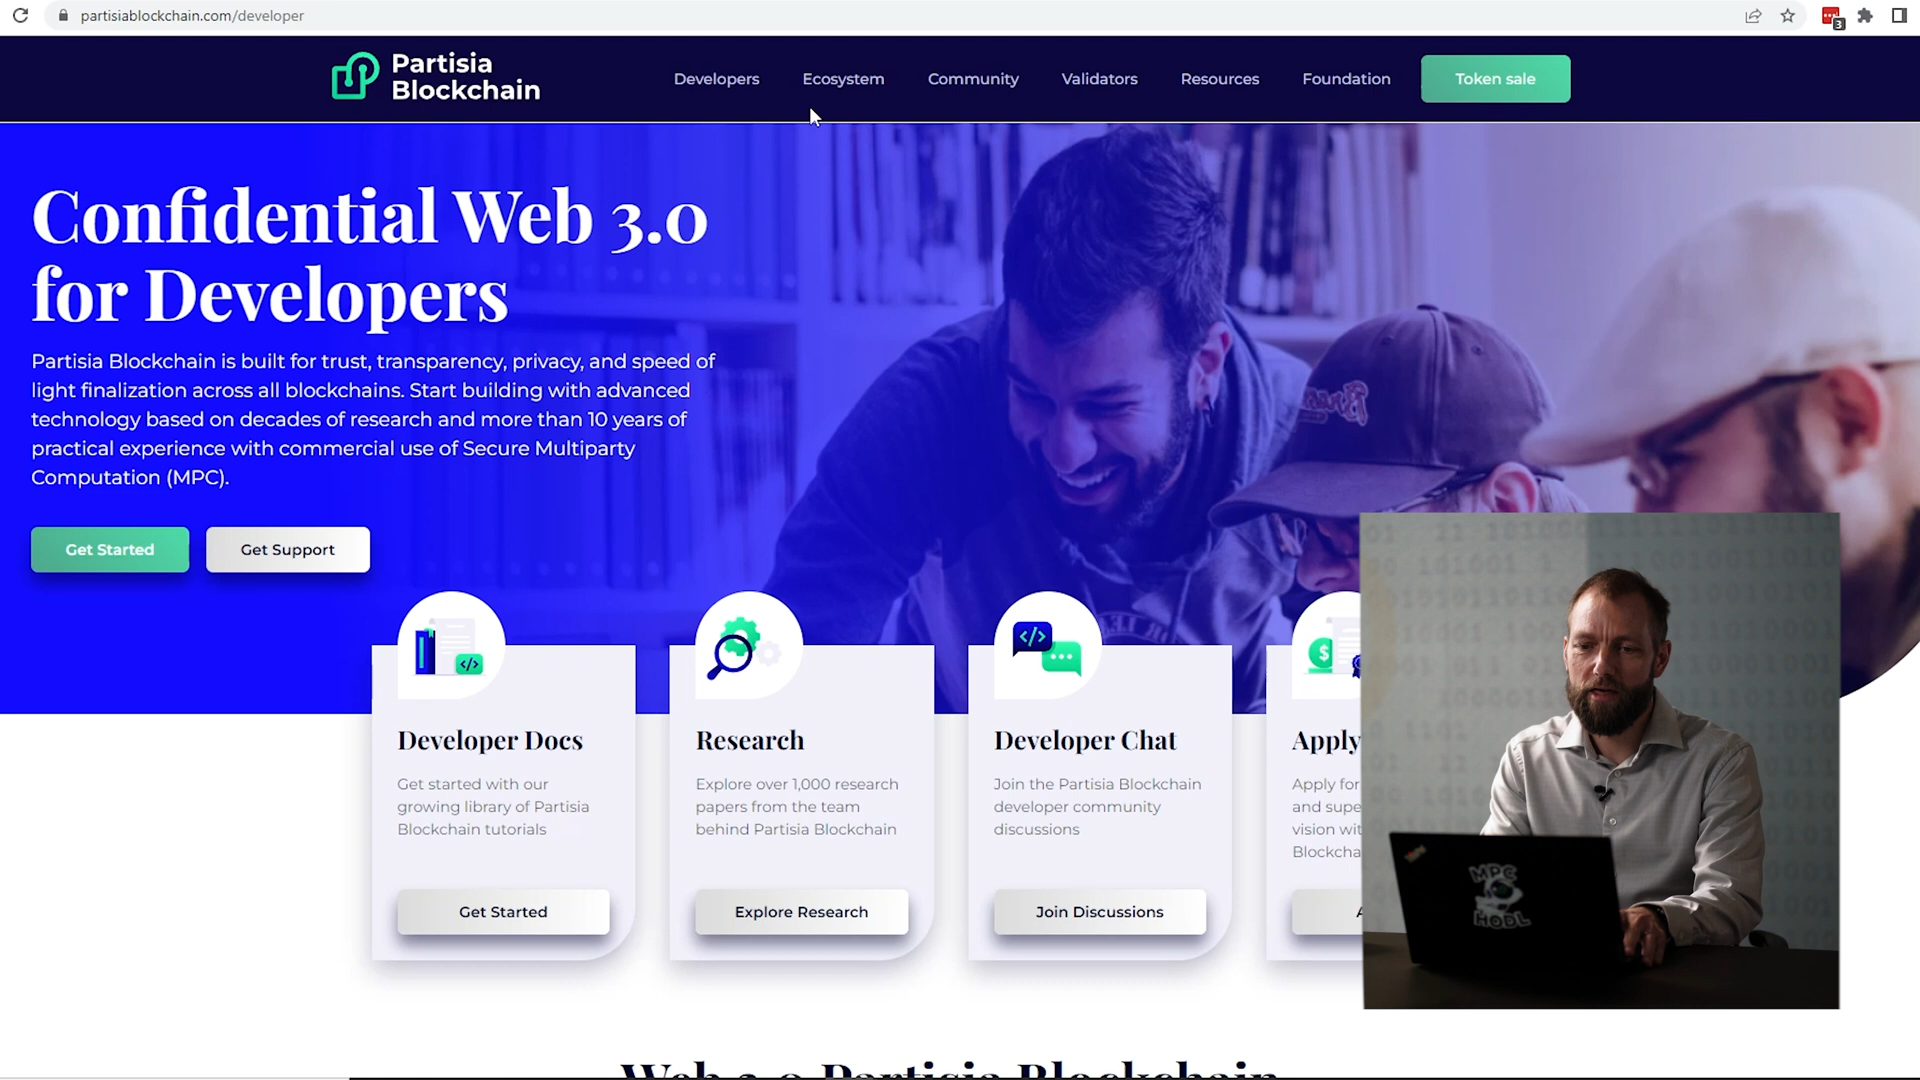 partisiablockchain.com/developer
3
Partisia
Blockchain
Developers
Ecosystem
Community
Validators
Resources
Foundation
Token sale
Confidential Web 3.0
for Developers
Partisia Blockchain is built for trust, transparency, privacy, and speed of
light finalization across all blockchains. Start building with advanced
technology based on decades of research and more than 10 years of
practical experience with commercial use of Secure Multiparty
Computation (MPC).
Get Started
Get Support
Developer Docs
Get started with our
growing library of Partisia
Blockchain tutorials
Get Started
Research
Explore over 1,000 research
papers from the team
behind Partisia Blockchain
Explore Research
Developer Chat
Join the Partisia Blockchain
developer community
discussions
Join Discussions
Apply
Apply for
and supe
vision wit
Blockcha
MPC
HODL
Web 3.0 Partisia Blockchain